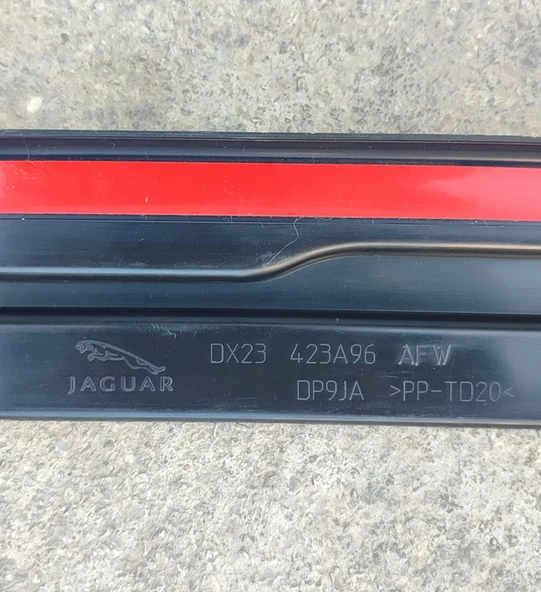 DX23 423A96 AFW
JAGUAR DP9JA >PP-TD20<